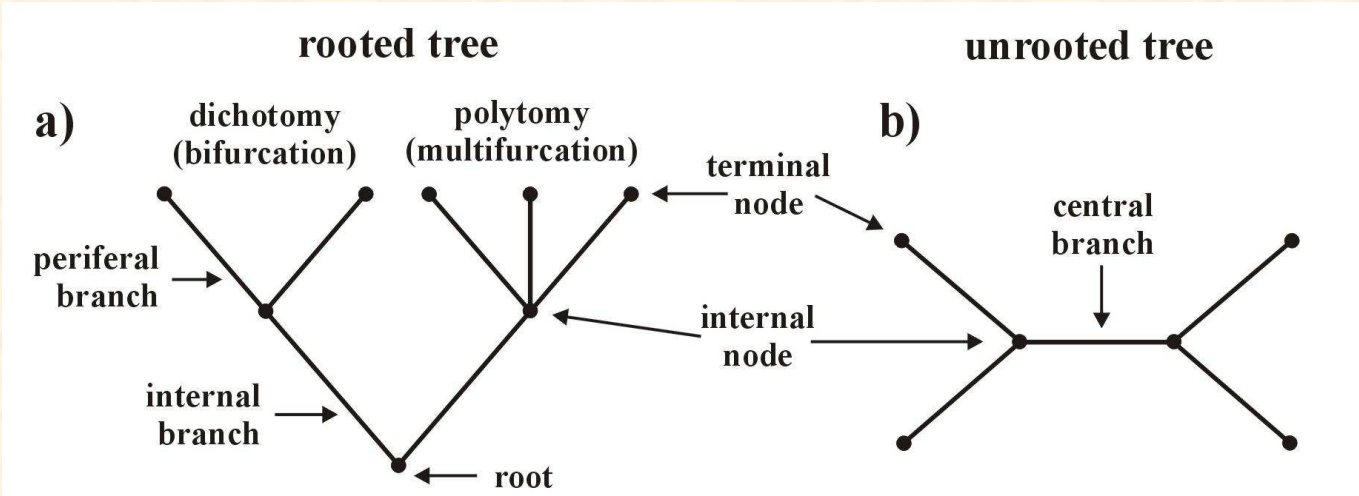 rooted tree
unrooted tree
a)
dichotomy
(bifurcation)
polytomy
(multifurcation)
b)
terminal
node
central
branch
periferal
branch
internal
node
internal
branch
root